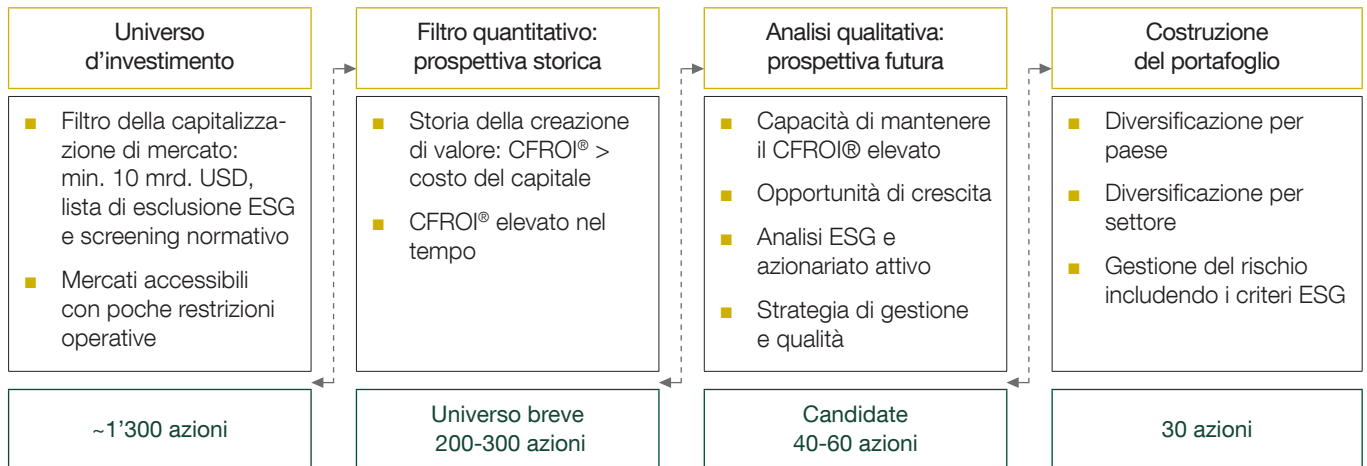 Universo
d’investimento
■ Filtro della capitalizza-
zione di mercato:
min. 10 mrd. USD,
lista di esclusione ESG
e screening normativo
■ Mercati accessibili
con poche restrizioni
operative
~1’300 azioni
Filtro quantitativo:
prospettiva storica
■ Storia della creazione
di valore: CFROI® >
costo del capitale
■ CFROI® elevato nel
tempo
Universo breve
200-300 azioni
Analisi qualitativa:
prospettiva futura
■ Capacità di mantenere
il CFROI® elevato
■ Opportunità di crescita
■ Analisi ESG e
azionariato attivo
■ Strategia di gestione
e qualità
Candidate
40-60 azioni
Costruzione
del portafoglio
■ Diversificazione per
paese
■ Diversificazione per
settore
■ Gestione del rischio
includendo i criteri ESG
30 azioni